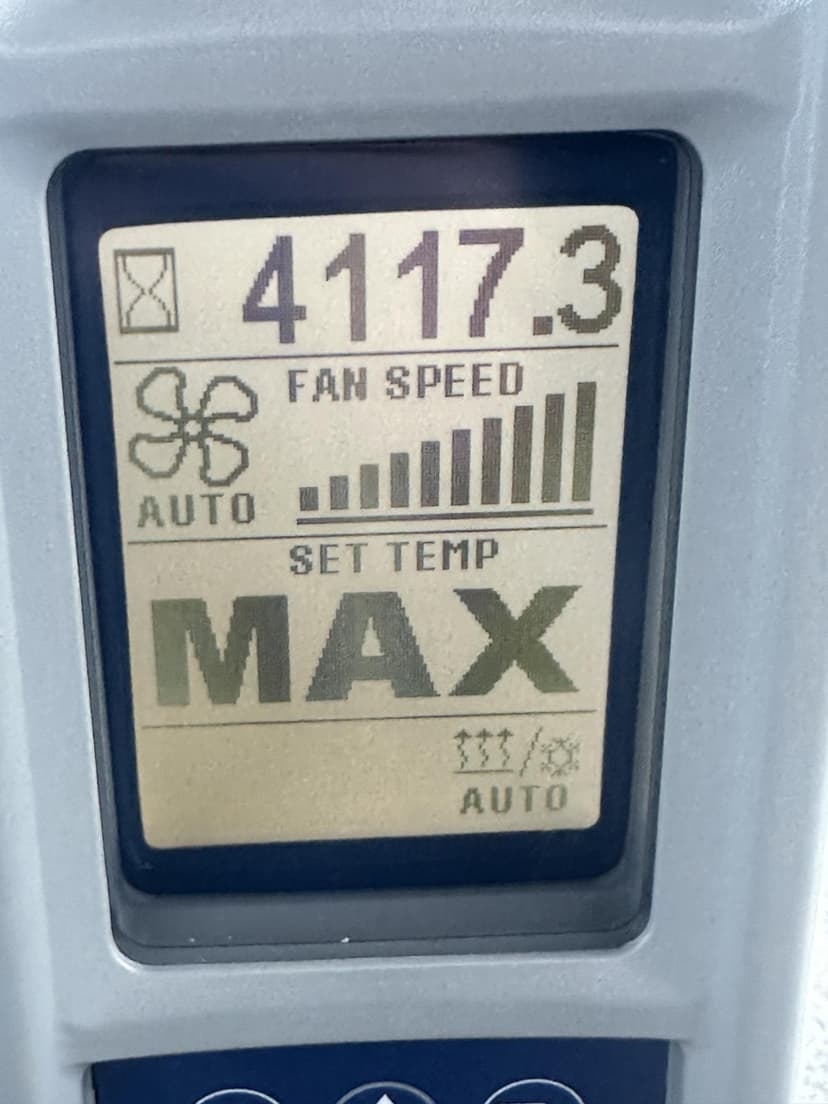 4117.3
FAN SPEED
AUTO
SET TEMP
MAX
/
AUTO